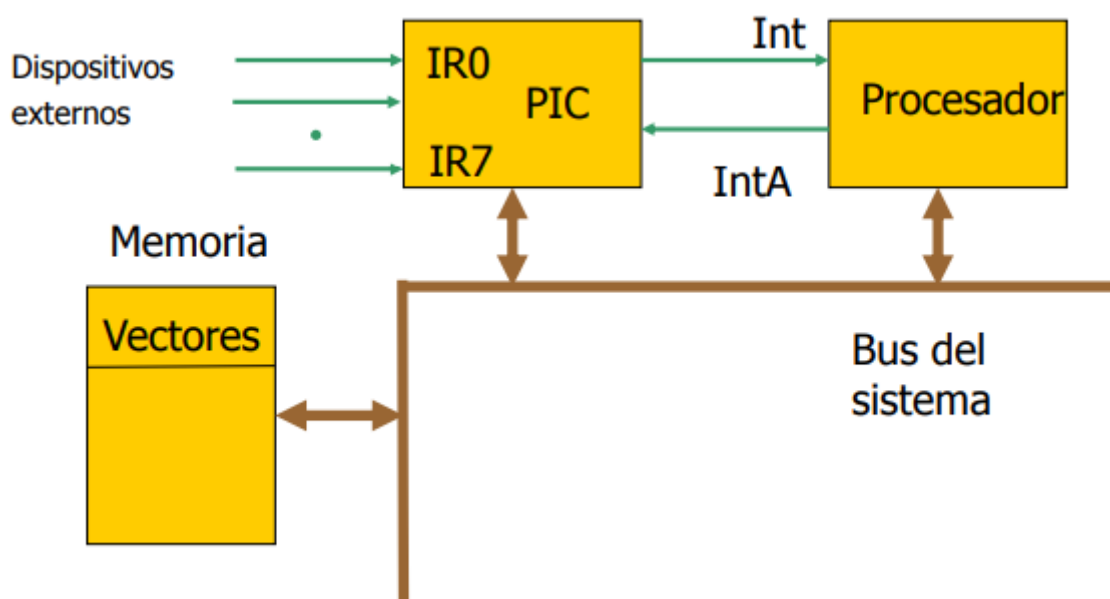 Dispositivos
externos
IR0
PIC
IR7
Int
IntA
Procesador
Memoria
Vectores
Bus del
sistema